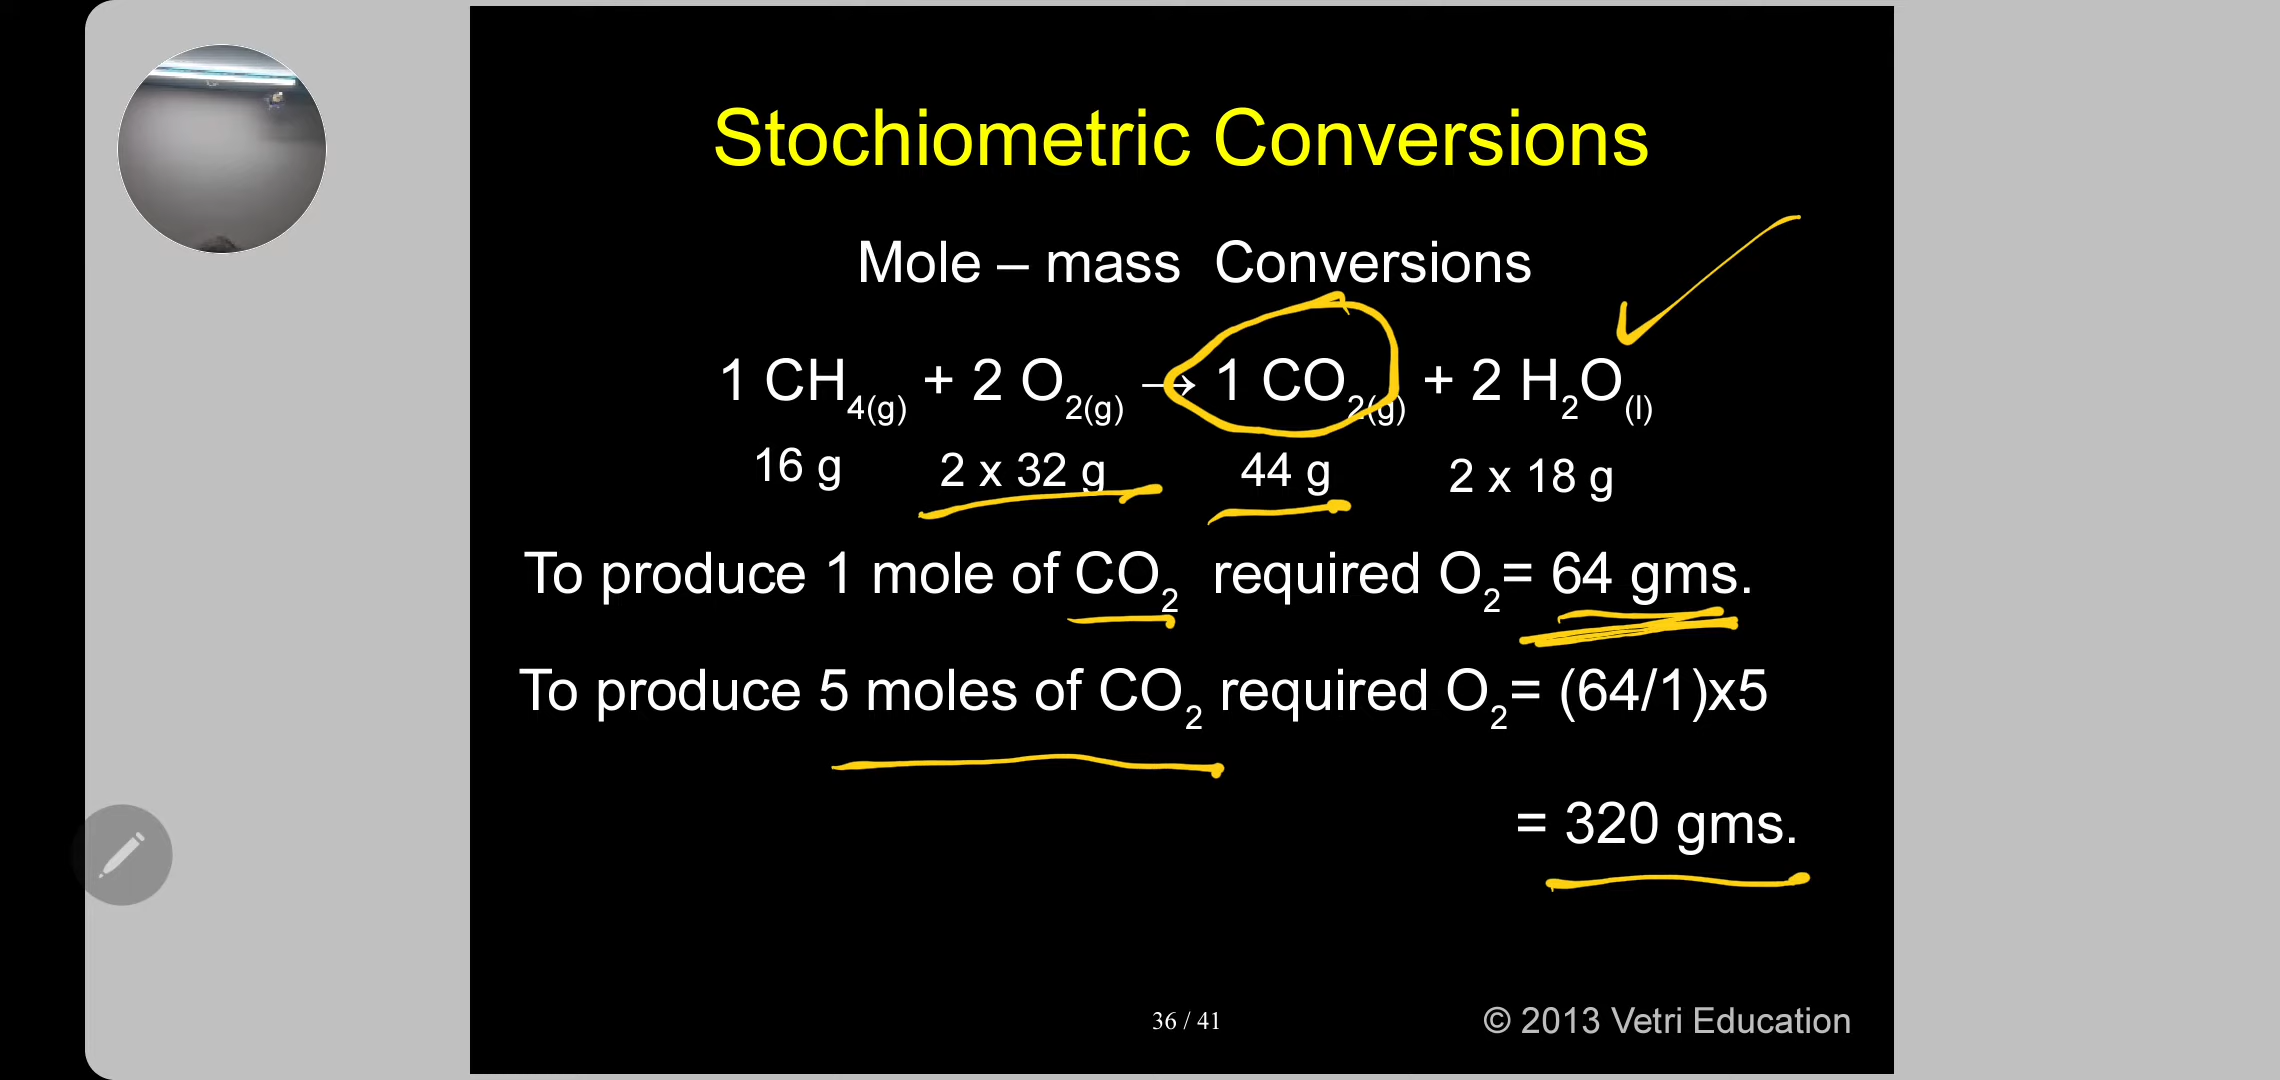 Stochiometric Conversions
Mole – mass Conversions
1 CH4(g) + 2 O2(g) → 1 CO2(g) + 2 H2O(l)
16 g 2 x 32 g 44 g 2 x 18 g
To produce 1 mole of CO2 required O2= 64 gms.
To produce 5 moles of CO2 required O2= (64/1)x5
= 320 gms.
36 / 41
© 2013 Vetri Education